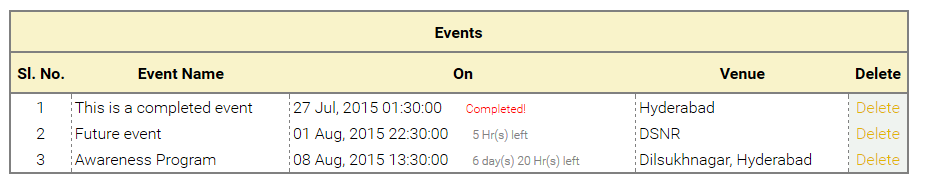 Events
Sl. No. Event Name On Venue Delete
1 This is a completed event 27 Jul, 2015 01:30:00 Completed! Hyderabad Delete
2 Future event 01 Aug, 2015 22:30:00 5 Hr(s) left DSNR Delete
3 Awareness Program 08 Aug, 2015 13:30:00 6 day(s) 20 Hr(s) left Dilsukhnagar, Hyderabad Delete